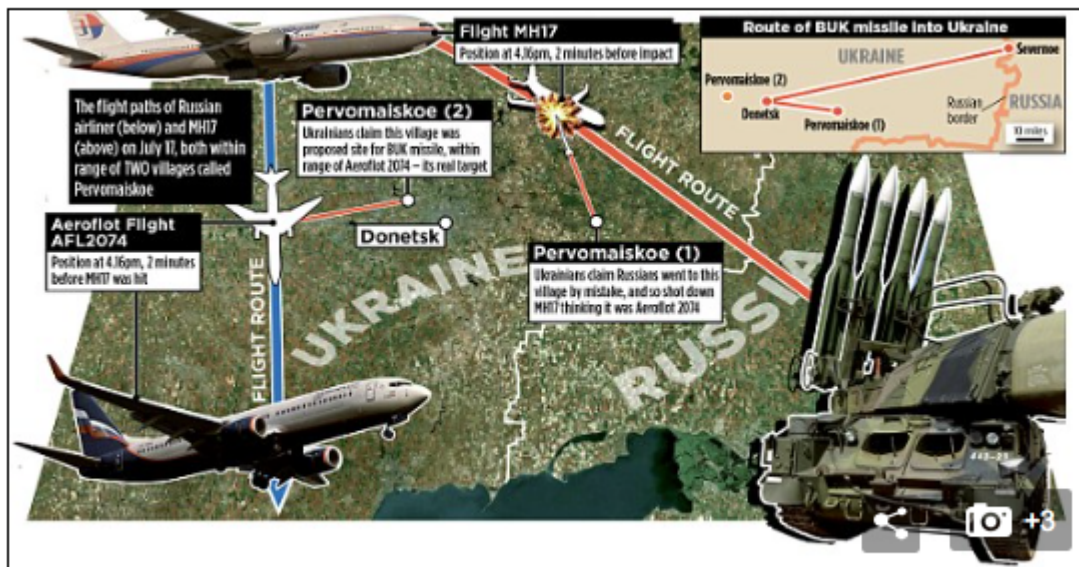 Flight MH17
Position at 4.16pm, 2 minutes before impact
Route of BUK missile into Ukraine
UKRAINE
Severnoe
Pervomaiskoe (2)
Donetsk
Pervomaiskoe (1)
Russian
border
RUSSIA
10 miles
The flight paths of Russian
airliner (below) and MH17
(above) on July 17, both within
range of TWO villages called
Pervomaiskoe
Pervomaiskoe (2)
Ukrainians claim this village was
proposed site for BUK missile, within
range of Aeroflot 2074 – its real target
FLIGHT ROUTE
Aeroflot Flight
AFL2074
Position at 4.16pm, 2 minutes
before MH17 was hit
Donetsk
Pervomaiskoe (1)
Ukrainians claim Russians went to this
village by mistake, and so shot down
MH17 thinking it was Aeroflot 2074
UKRAINE
RUSSIA
FLIGHT ROUTE
+3